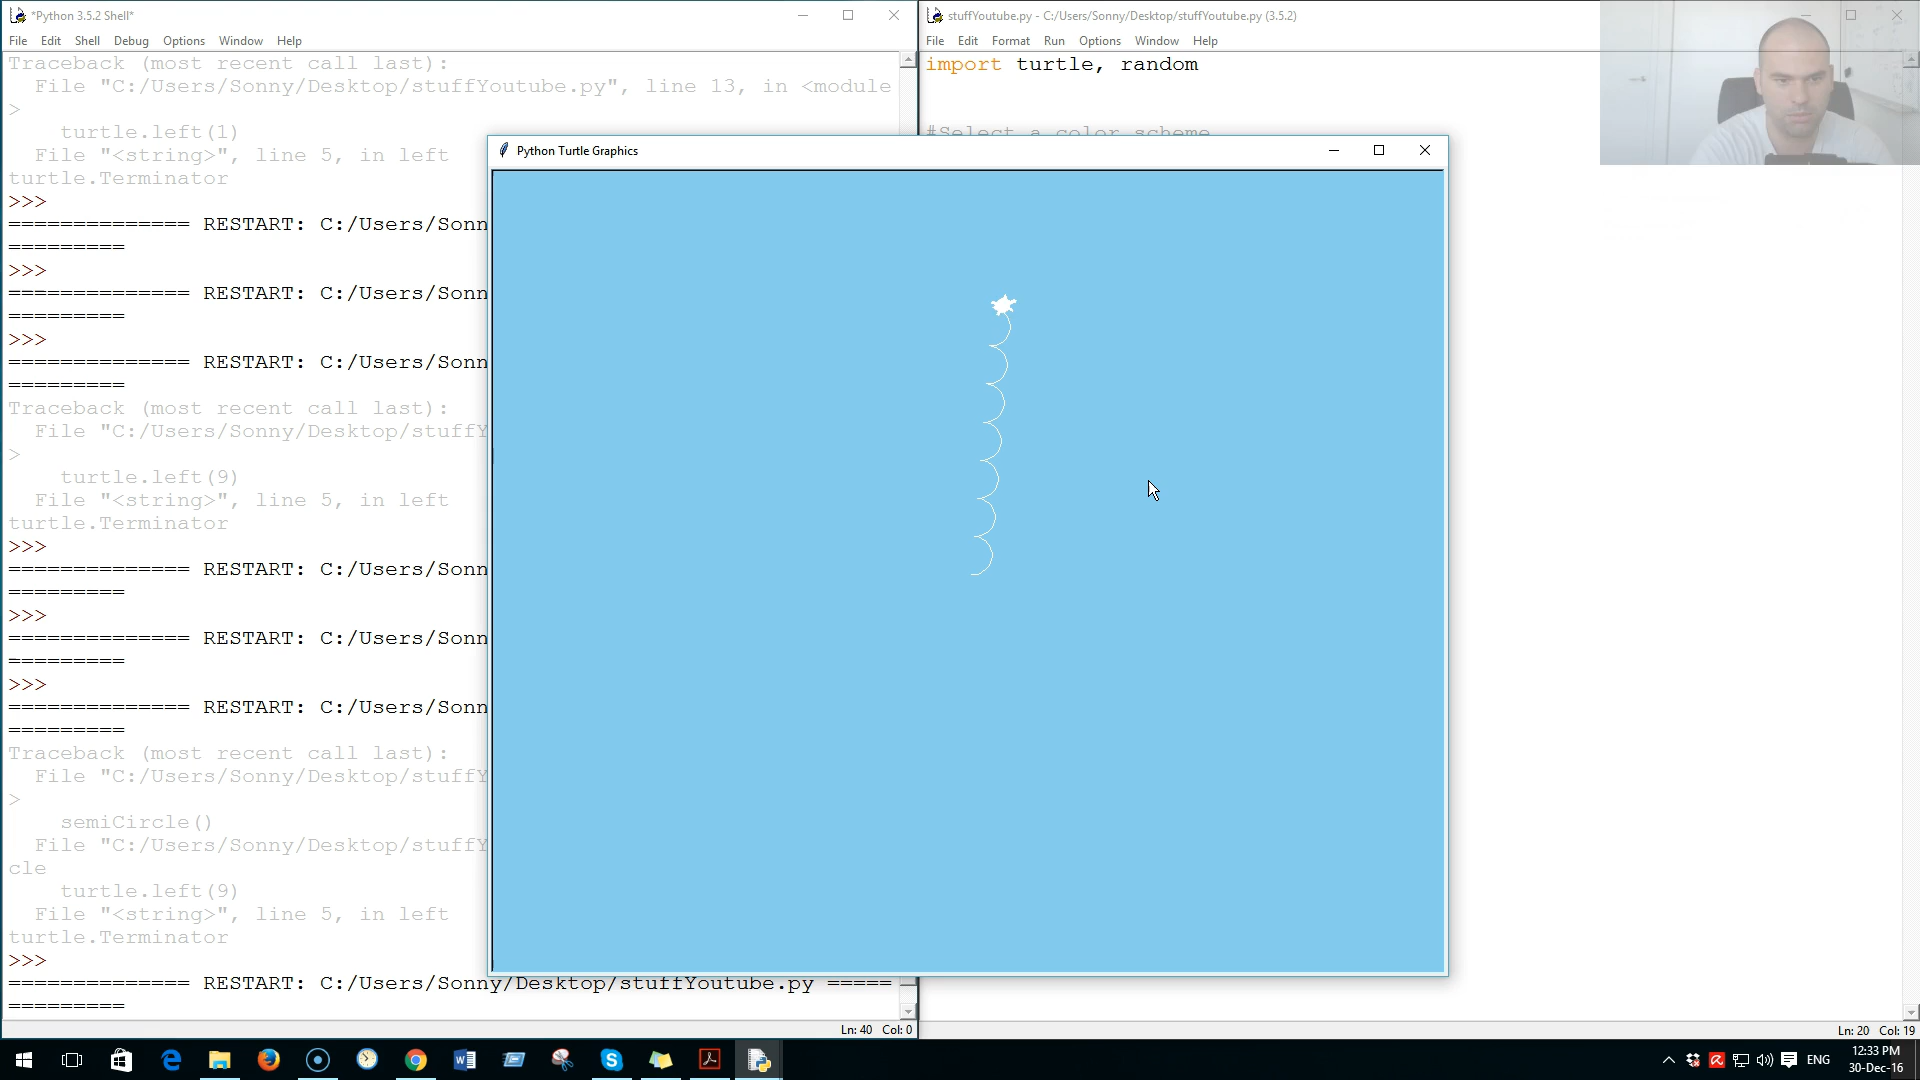 *Python 3.5.2 Shell*
File Edit Shell Debug Options Window Help
Traceback (most recent call last):
File "C:/Users/Sonny/Desktop/stuffYoutube.py", line 13, in <module
>
turtle.left(1)
File "<string>", line 5, in left
turtle.Terminator
>>>
============== RESTART: C:/Users/Sonn
=========
>>>
============== RESTART: C:/Users/Sonn
=========
>>>
============== RESTART: C:/Users/Sonn
=========
Traceback (most recent call last):
File "C:/Users/Sonny/Desktop/stuffY
>
turtle.left(9)
File "<string>", line 5, in left
turtle.Terminator
>>>
============== RESTART: C:/Users/Sonn
=========
>>>
============== RESTART: C:/Users/Sonn
=========
>>>
============== RESTART: C:/Users/Sonn
=========
Traceback (most recent call last):
File "C:/Users/Sonny/Desktop/stuffY
>
semiCircle()
File "C:/Users/Sonny/Desktop/stuffY
cle
turtle.left(9)
File "<string>", line 5, in left
turtle.Terminator
>>>
============== RESTART: C:/Users/Sonny/Desktop/stuffYoutube.py =====
=========
Ln: 40 Col: 0
stuffYoutube.py - C:/Users/Sonny/Desktop/stuffYoutube.py (3.5.2)
File Edit Format Run Options Window Help
import turtle, random
#Select a color scheme
Python Turtle Graphics
Ln: 20 Col: 19
ENG
12:33 PM
30-Dec-16